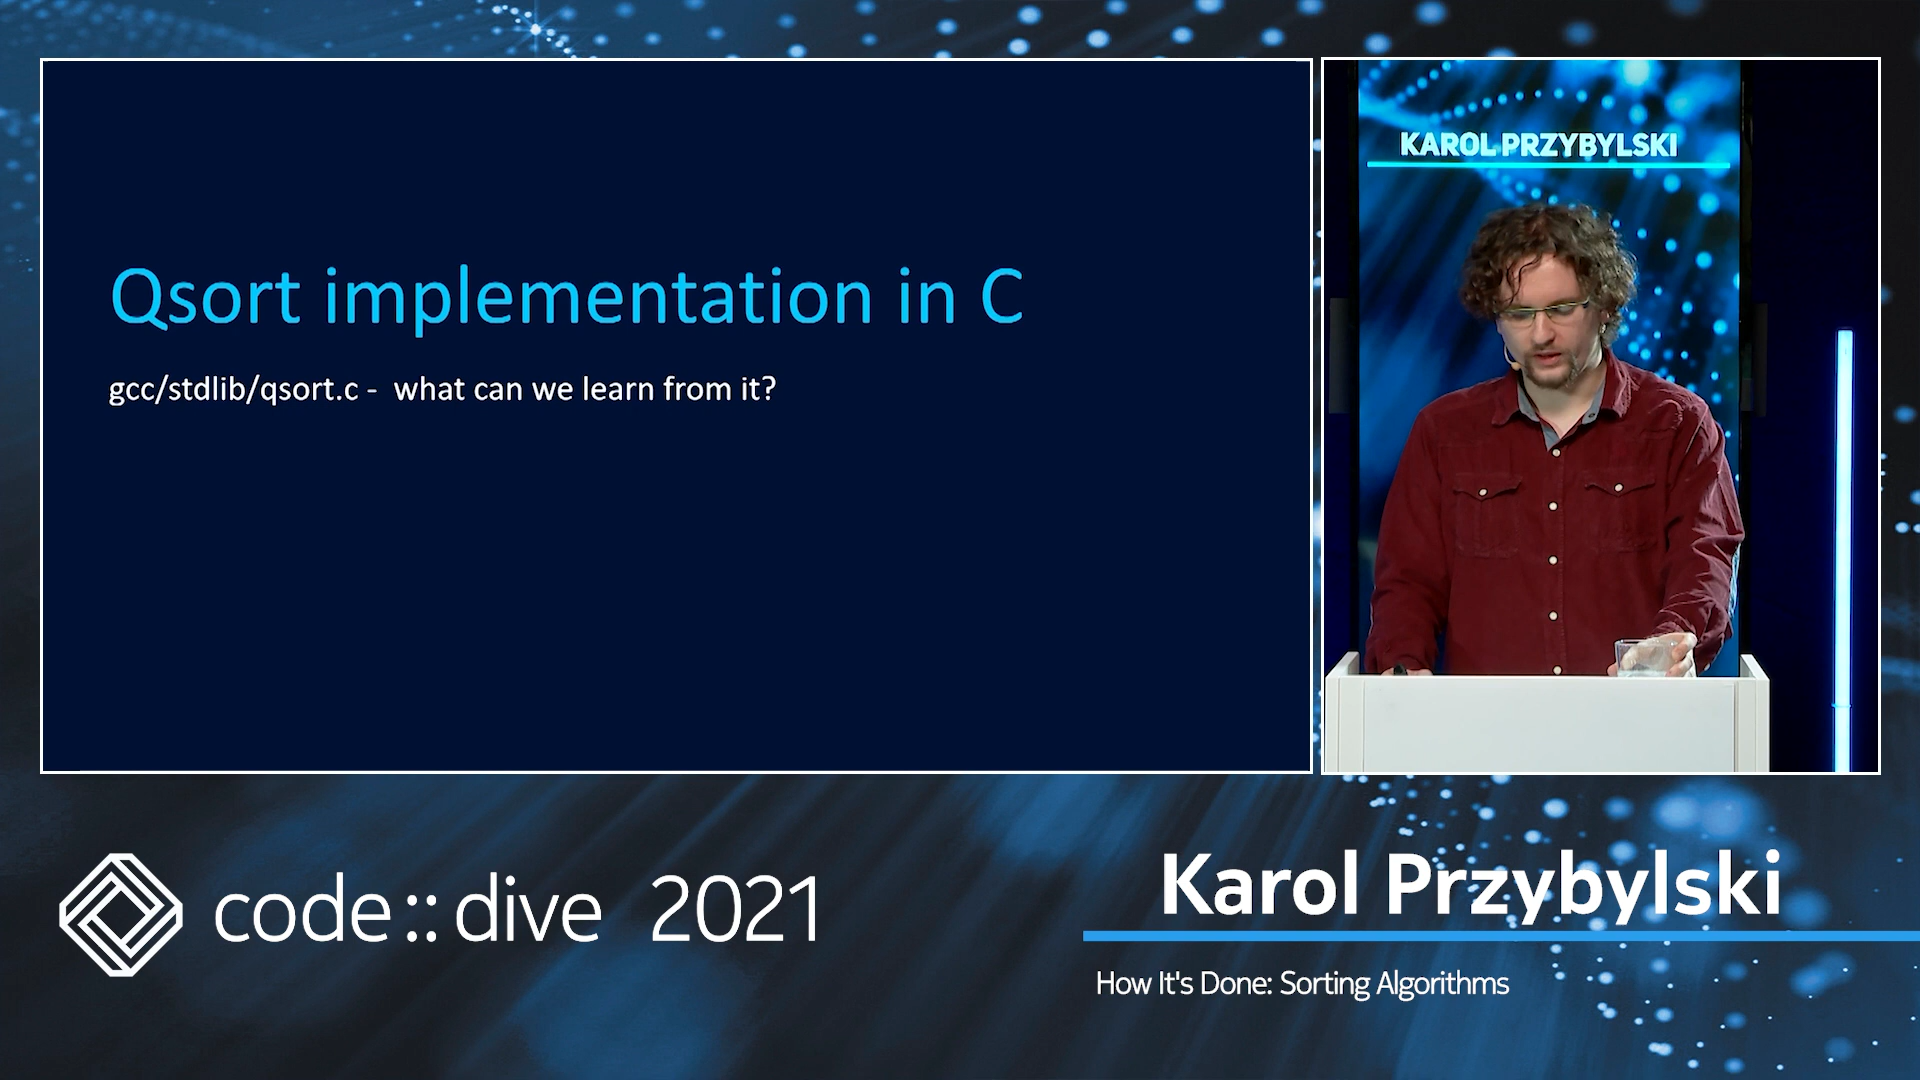 Qsort implementation in C
gcc/stdlib/qsort.c - what can we learn from it?
KAROL PRZYBYLSKI
code::dive 2021
Karol Przybylski
How It's Done: Sorting Algorithms